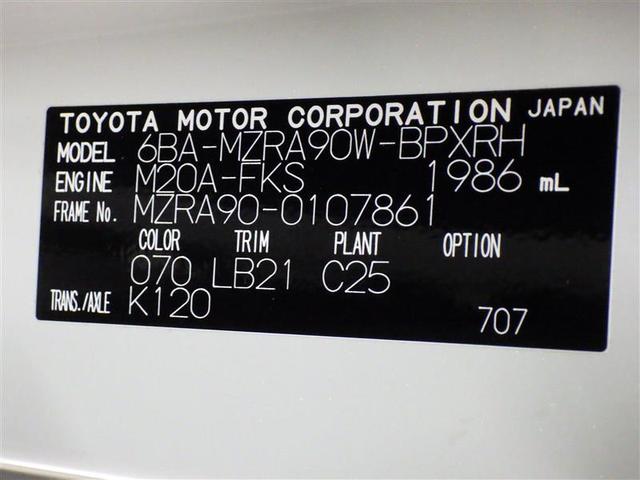 TOYOTA MOTOR CORPORATION JAPAN
MODEL 6BA-MZRA90W-BPXRH
ENGINE M20A-FKS 1986 mL
FRAME No. MZRA90-0107861
COLOR TRIM PLANT OPTION
070 LB21 C25
TRANS./AXLE K120
707